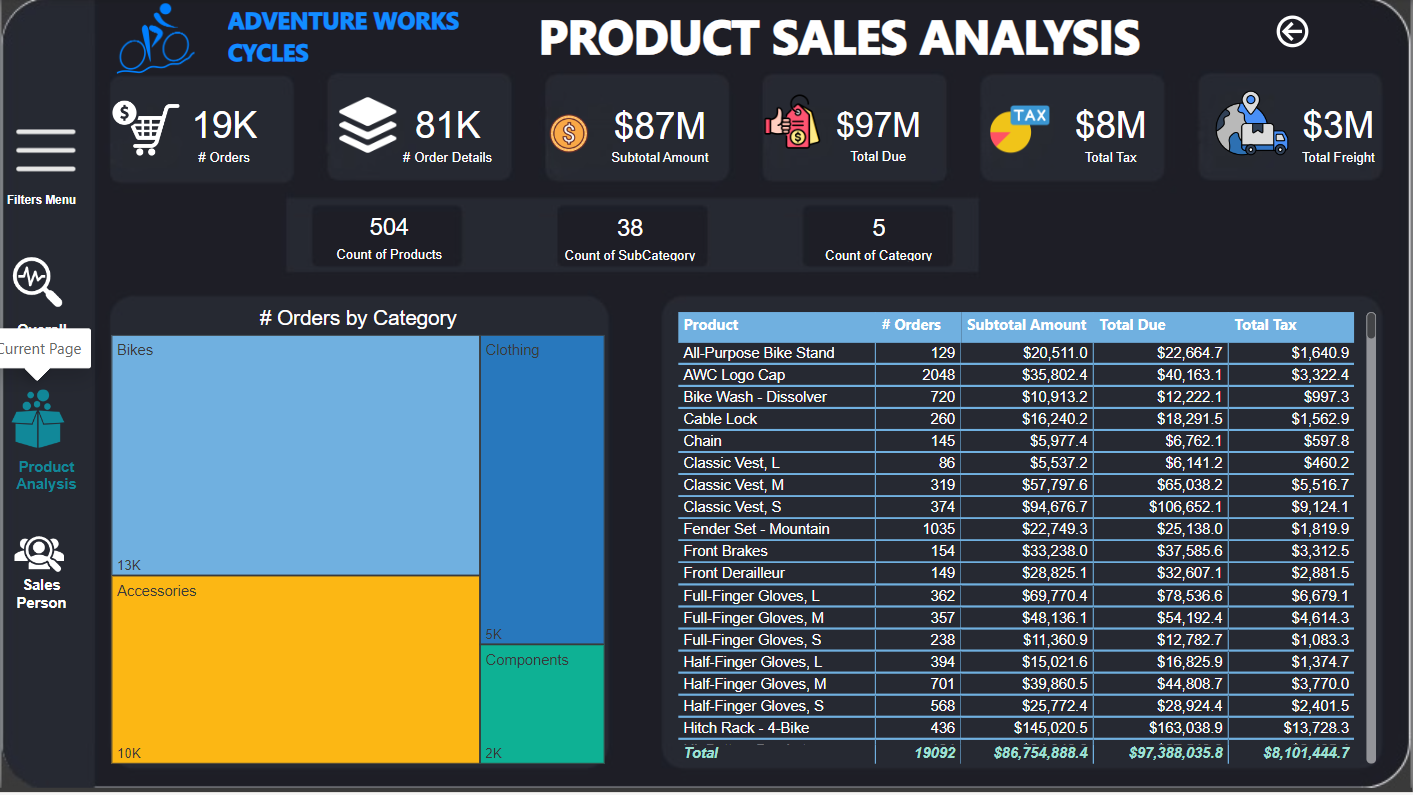 ADVENTURE WORKS
CYCLES
PRODUCT SALES ANALYSIS
$
19K
# Orders
81K
# Order Details
$
$87M
Subtotal Amount
$
$97M
Total Due
TAX
$8M
Total Tax
$3M
Total Freight
Filters Menu
504
Count of Products
38
Count of SubCategory
5
Count of Category
Overall
Current Page
Product
Analysis
Sales
Person
# Orders by Category
Bikes
13K
Accessories
10K
Clothing
5K
Components
2K
Product # Orders Subtotal Amount Total Due Total Tax
All-Purpose Bike Stand 129 $20,511.0 $22,664.7 $1,640.9
AWC Logo Cap 2048 $35,802.4 $40,163.1 $3,322.4
Bike Wash - Dissolver 720 $10,913.2 $12,222.1 $997.3
Cable Lock 260 $16,240.2 $18,291.5 $1,562.9
Chain 145 $5,977.4 $6,762.1 $597.8
Classic Vest, L 86 $5,537.2 $6,141.2 $460.2
Classic Vest, M 319 $57,797.6 $65,038.2 $5,516.7
Classic Vest, S 374 $94,676.7 $106,652.1 $9,124.1
Fender Set - Mountain 1035 $22,749.3 $25,138.0 $1,819.9
Front Brakes 154 $33,238.0 $37,585.6 $3,312.5
Front Derailleur 149 $28,825.1 $32,607.1 $2,881.5
Full-Finger Gloves, L 362 $69,770.4 $78,536.6 $6,679.1
Full-Finger Gloves, M 357 $48,136.1 $54,192.4 $4,614.3
Full-Finger Gloves, S 238 $11,360.9 $12,782.7 $1,083.3
Half-Finger Gloves, L 394 $15,021.6 $16,825.9 $1,374.7
Half-Finger Gloves, M 701 $39,860.5 $44,808.7 $3,770.0
Half-Finger Gloves, S 568 $25,772.4 $28,924.4 $2,401.5
Hitch Rack - 4-Bike 436 $145,020.5 $163,038.9 $13,728.3
Total 19092 $86,754,888.4 $97,388,035.8 $8,101,444.7